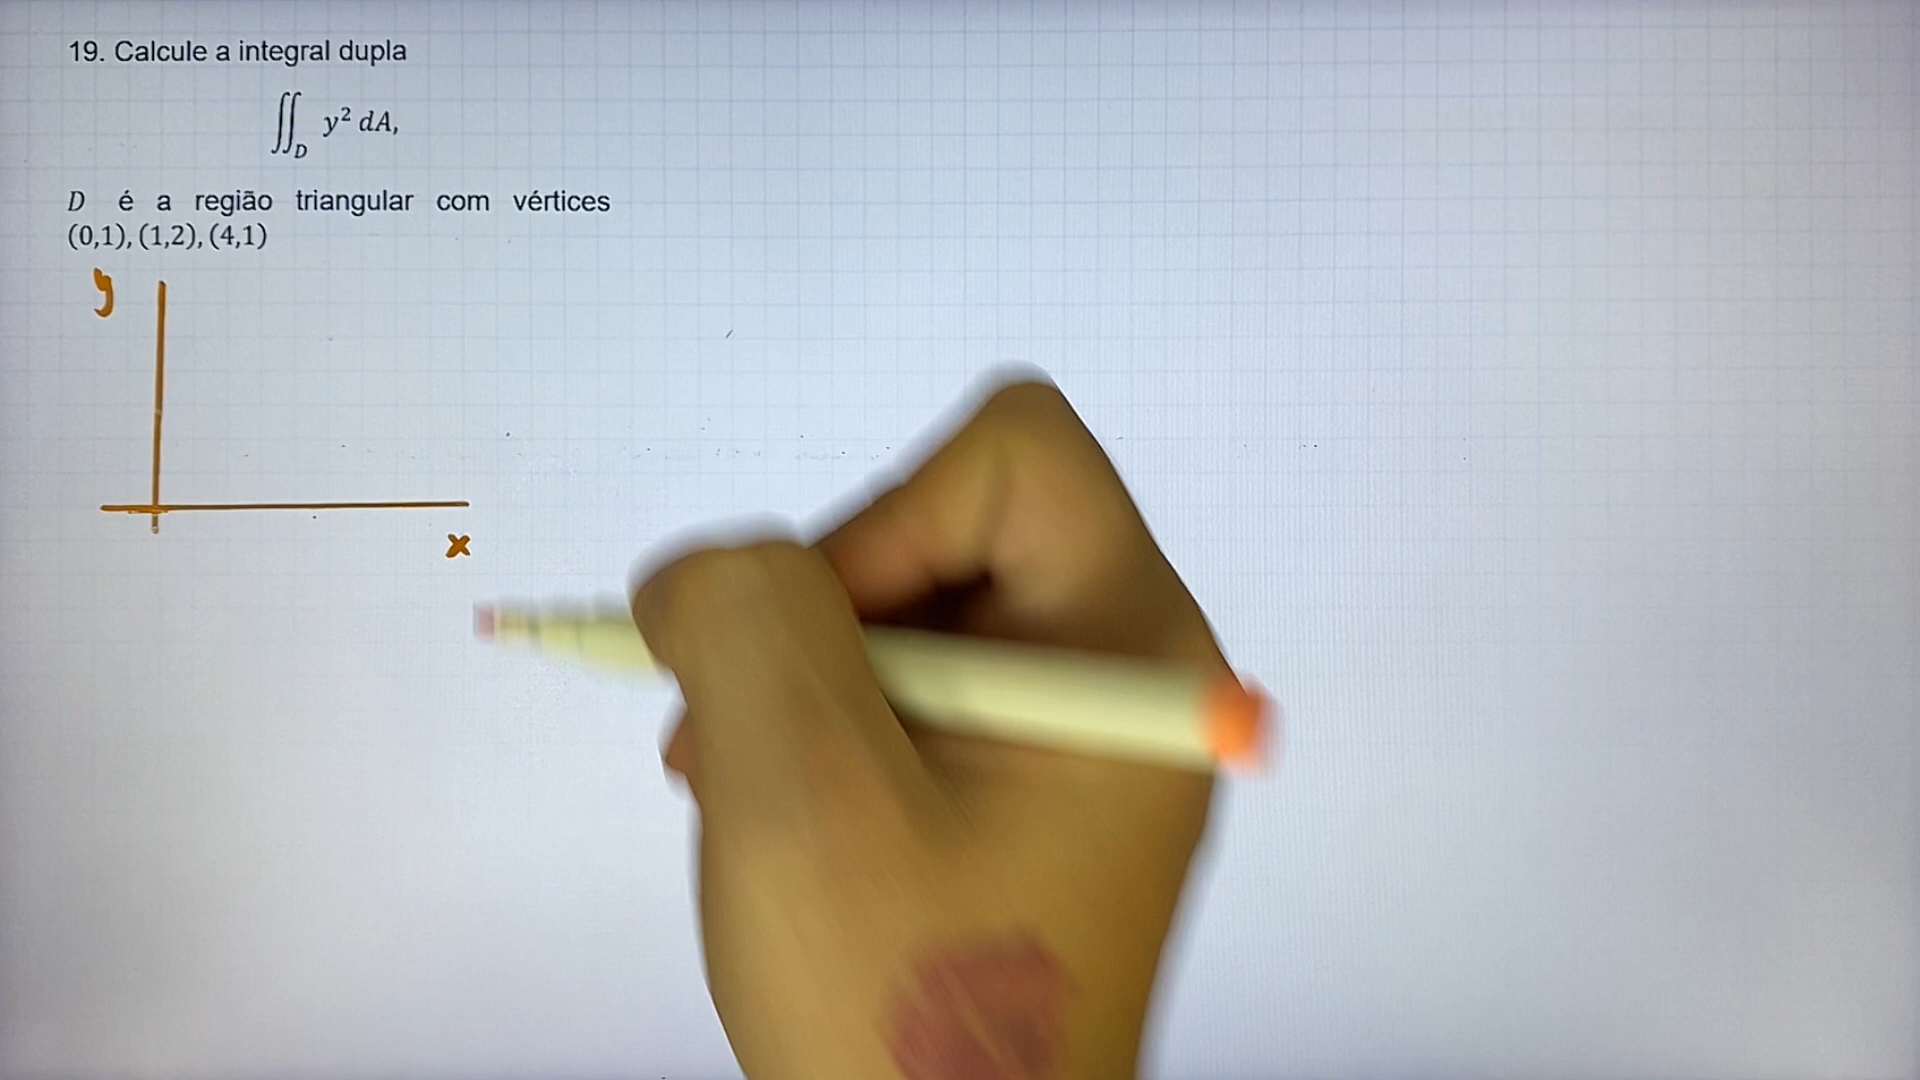 19. Calcule a integral dupla
∬_D y² dA,
D é a região triangular com vértices
(0,1), (1,2), (4,1)
y
x